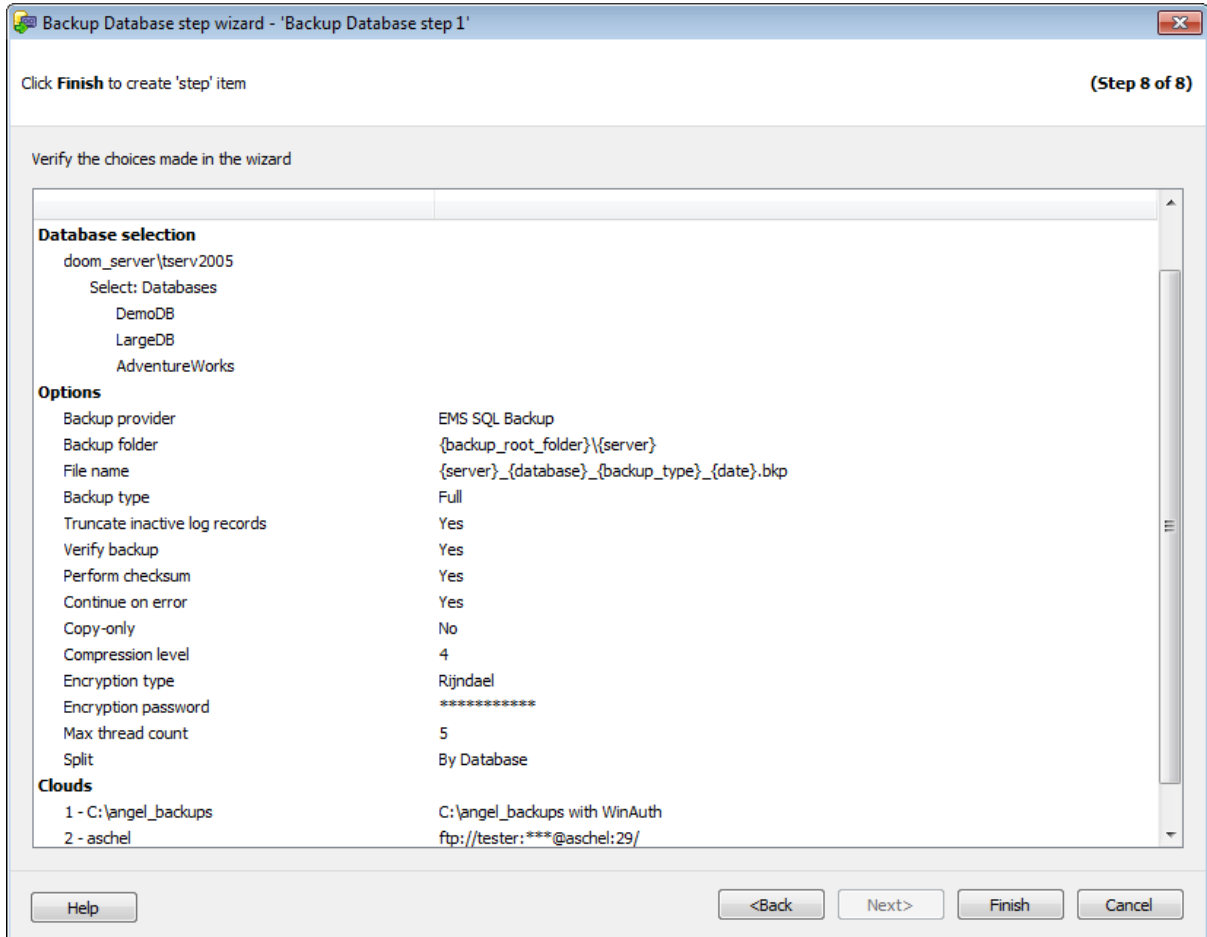 Backup Database step wizard - 'Backup Database step 1'
Click Finish to create 'step' item
(Step 8 of 8)
Verify the choices made in the wizard
Database selection
doom_server\tserv2005
Select: Databases
DemoDB
LargeDB
AdventureWorks
Options
Backup provider EMS SQL Backup
Backup folder {backup_root_folder}\{server}
File name {server}_{database}_{backup_type}_{date}.bkp
Backup type Full
Truncate inactive log records Yes
Verify backup Yes
Perform checksum Yes
Continue on error Yes
Copy-only No
Compression level 4
Encryption type Rijndael
Encryption password ***********
Max thread count 5
Split By Database
Clouds
1 - C:\angel_backups C:\angel_backups with WinAuth
2 - aschel ftp://tester:***@aschel:29/
Help <Back Next> Finish Cancel